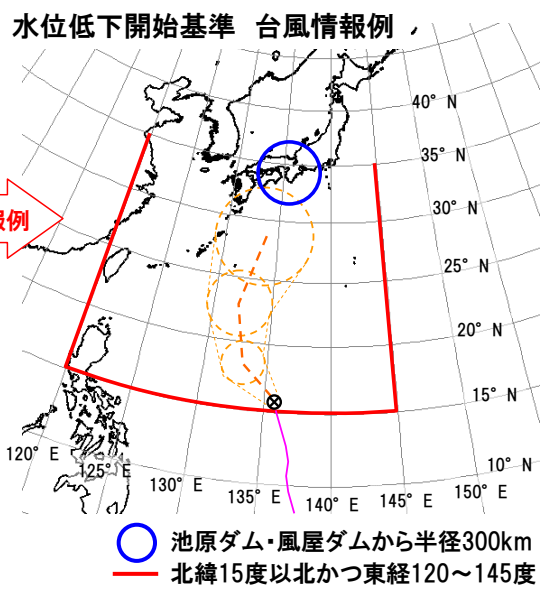 水位低下開始基準 台風情報例
40° N
35° N
30° N
報例
25° N
20° N
15° N
10° N
120° E
125° E
130° E
135° E
140° E
145° E
150° E
池原ダム・風屋ダムから半径300km
北緯15度以北かつ東経120～145度